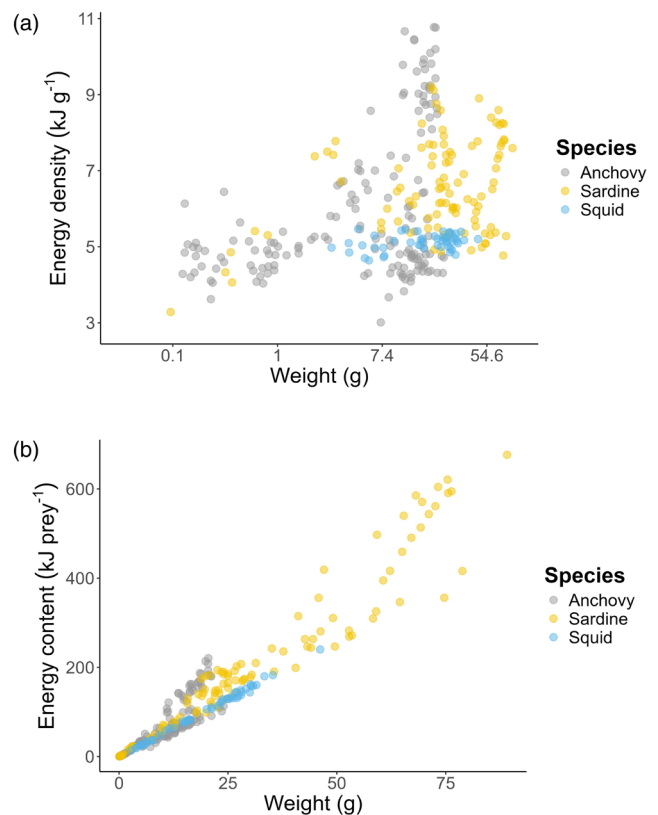 (a)
Energy density (kJ g⁻¹)
11
9
7
5
3
0.1 1 7.4 54.6
Weight (g)
Species
Anchovy
Sardine
Squid
(b)
Energy content (kJ prey⁻¹)
600
400
200
0
0 25 50 75
Weight (g)
Species
Anchovy
Sardine
Squid